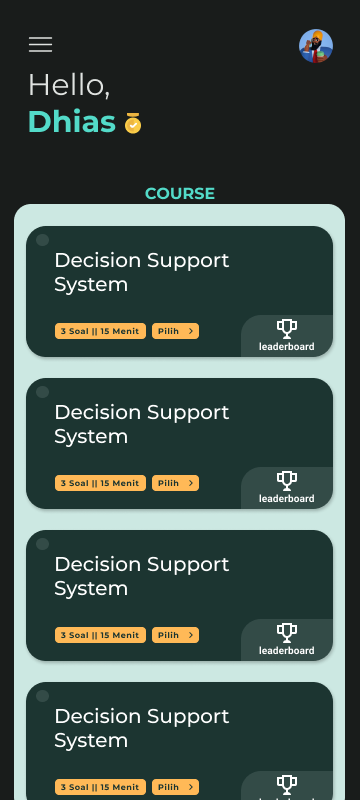 Hello,
Dhias
COURSE
Decision Support
System
3 Soal || 15 Menit
Pilih >
leaderboard
Decision Support
System
3 Soal || 15 Menit
Pilih >
leaderboard
Decision Support
System
3 Soal || 15 Menit
Pilih >
leaderboard
Decision Support
System
3 Soal || 15 Menit
Pilih >